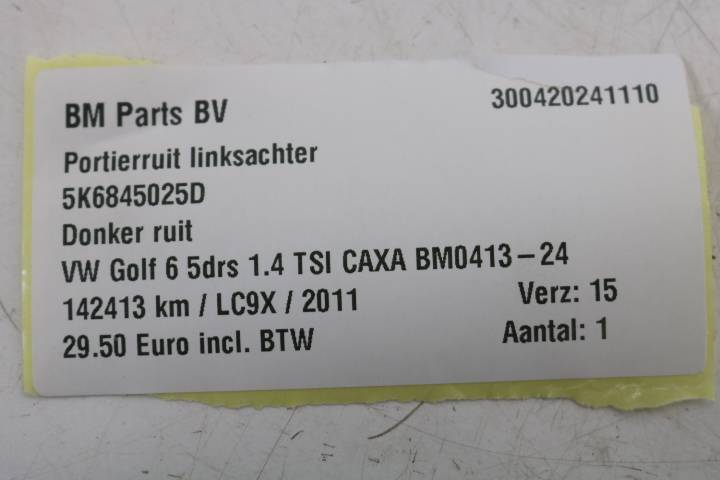 BM Parts BV 300420241110
Portierruit linksachter
5K6845025D
Donker ruit
VW Golf 6 5drs 1.4 TSI CAXA BM0413-24
142413 km / LC9X / 2011 Verz: 15
29.50 Euro incl. BTW Aantal: 1